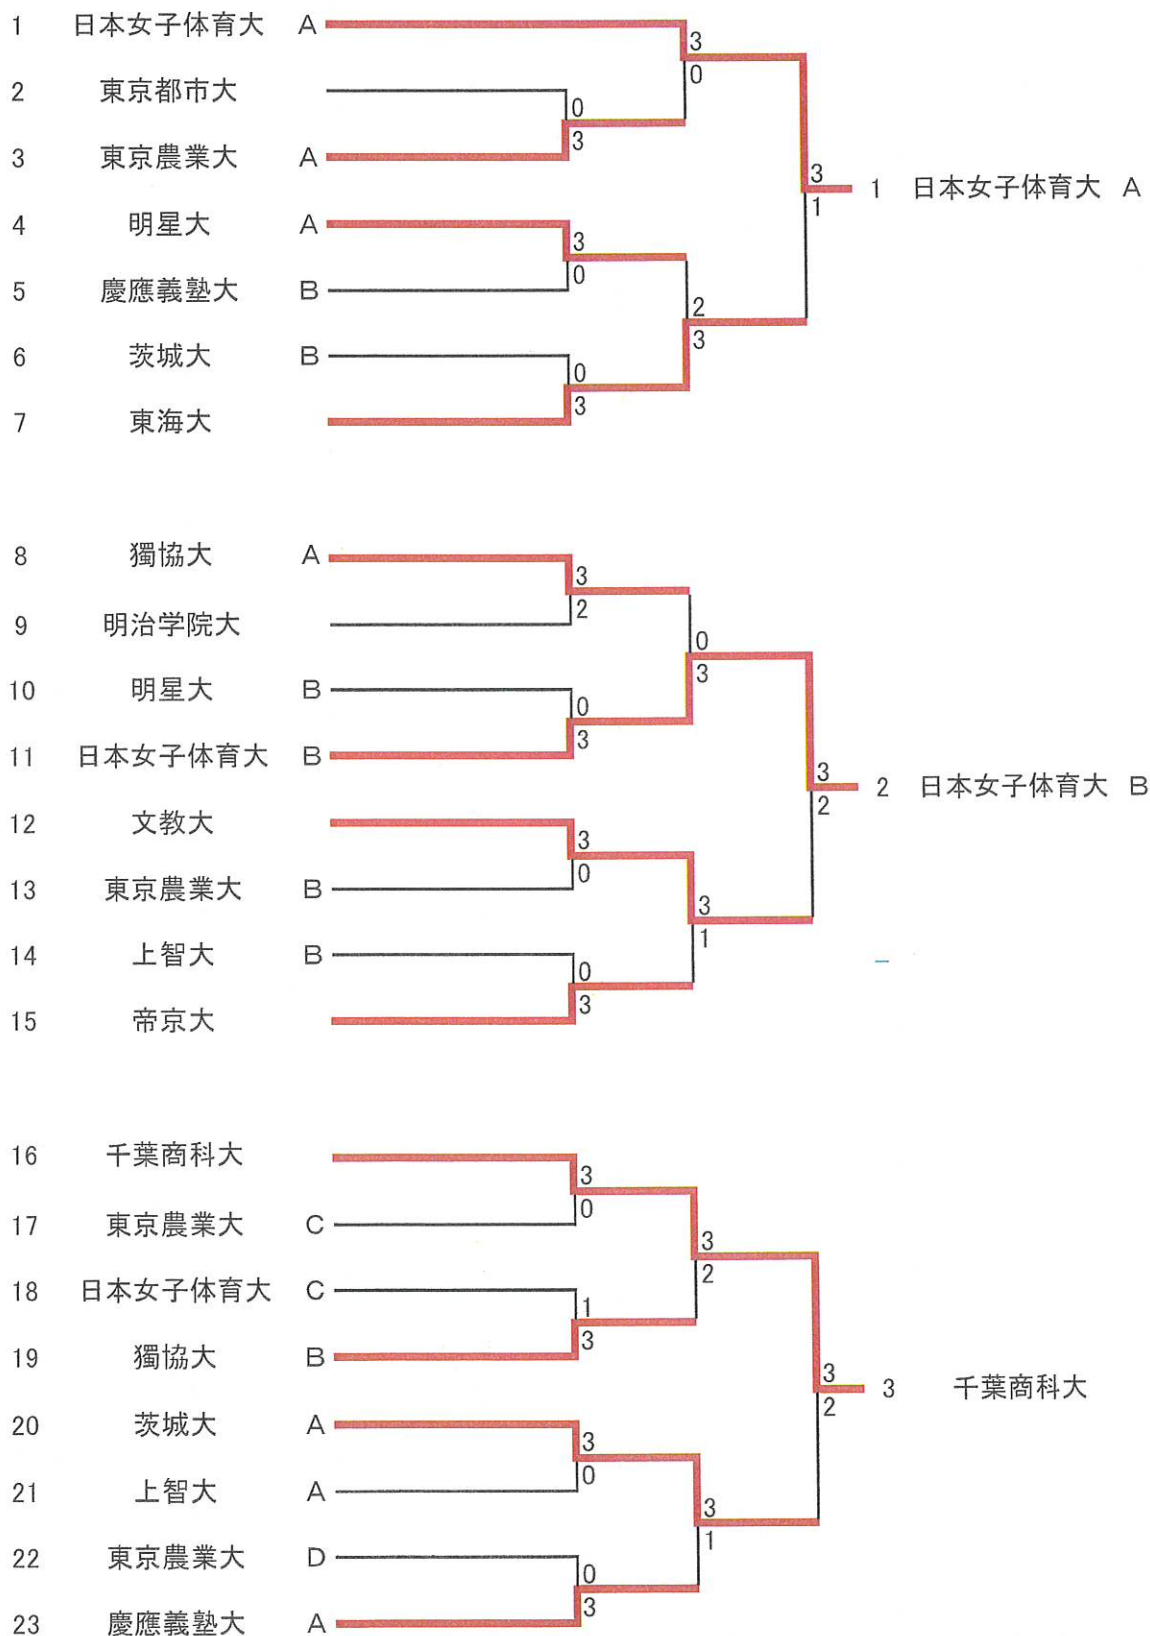 1 日本女子体育大 A
3
0
2 東京都市大
0
3
3 東京農業大 A
3
1
1 日本女子体育大 A
4 明星大 A
3
0
5 慶應義塾大 B
2
3
6 茨城大 B
0
3
7 東海大
8 獨協大 A
3
2
9 明治学院大
0
3
10 明星大 B
0
3
11 日本女子体育大 B
3
2
2 日本女子体育大 B
12 文教大
3
0
13 東京農業大 B
3
1
14 上智大 B
0
3
15 帝京大
16 千葉商科大
3
0
17 東京農業大 C
3
2
18 日本女子体育大 C
1
3
19 獨協大 B
3
2
3 千葉商科大
20 茨城大 A
3
0
21 上智大 A
3
1
22 東京農業大 D
0
3
23 慶應義塾大 A